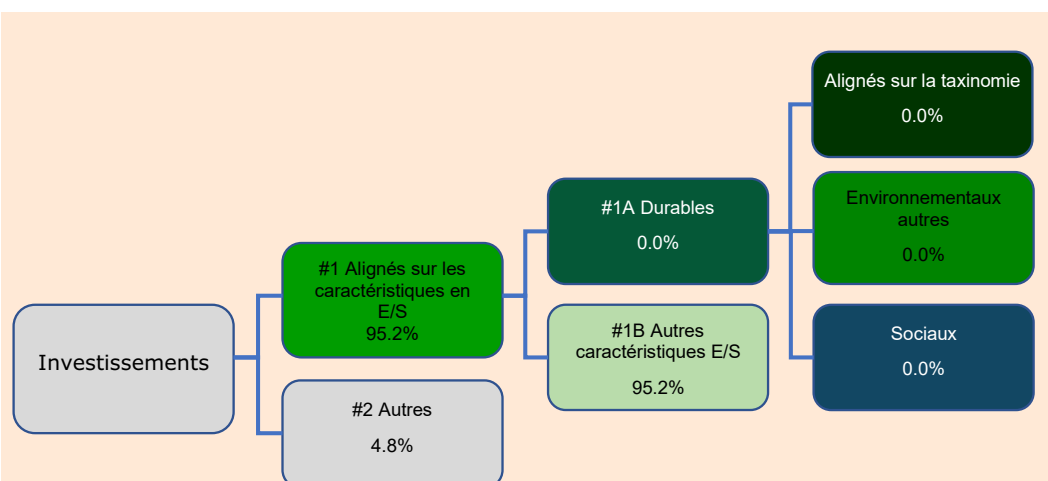 Investissements
#1 Alignés sur les
caractéristiques en
E/S
95.2%
#2 Autres
4.8%
#1A Durables
0.0%
#1B Autres
caractéristiques E/S
95.2%
Alignés sur la taxinomie
0.0%
Environnementaux
autres
0.0%
Sociaux
0.0%